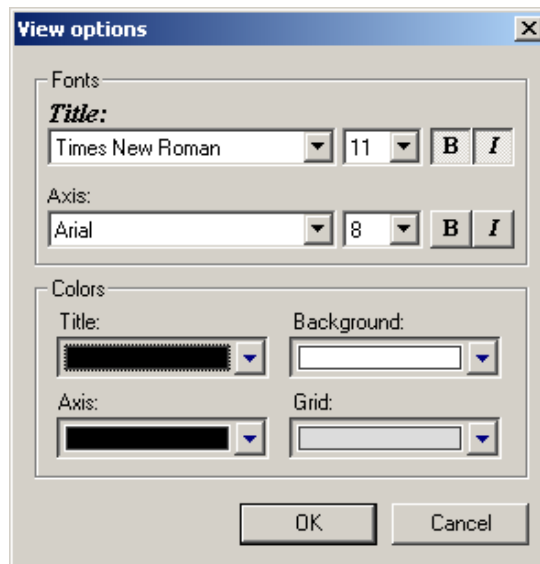 View options
Fonts
Title:
Times New Roman 11 B I
Axis:
Arial 8 B I
Colors
Title: Background:
Axis: Grid:
OK Cancel